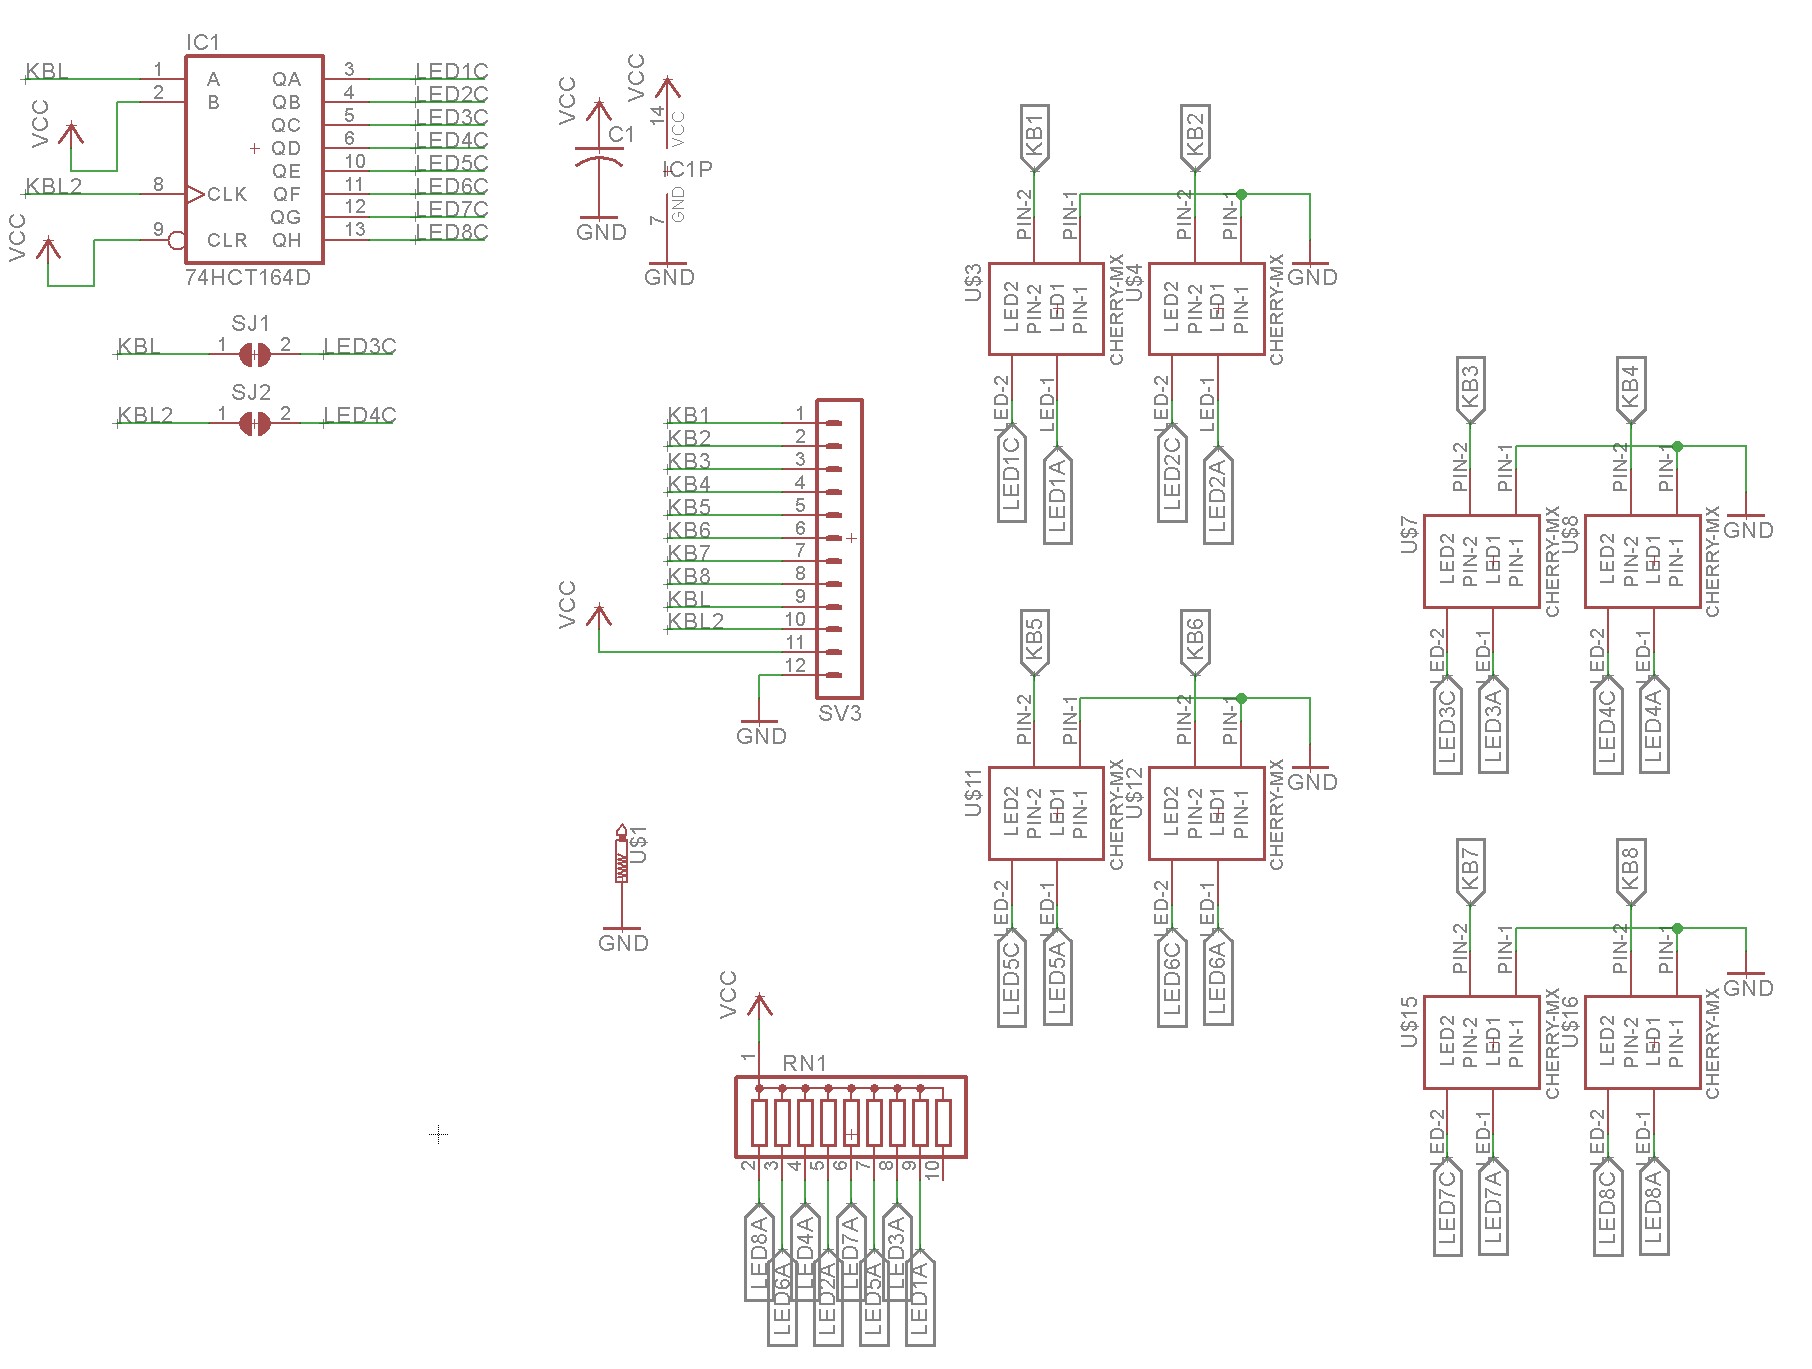 IC1
KBL 1 A QA 3 LED1C
VCC 2 B QB 4 LED2C
QC 5 LED3C
QD 6 LED4C
QE 10 LED5C
KBL2 8 CLK QF 11 LED6C
QG 12 LED7C
VCC 9 CLR QH 13 LED8C
74HCT164D
SJ1
KBL 1 2 LED3C
SJ2
KBL2 1 2 LED4C
VCC
C1
GND
VCC
14
VCC
IC1P
GND
7
GND
KB1 1
KB2 2
KB3 3
KB4 4
KB5 5
KB6 6
KB7 7
KB8 8
KBL 9
KBL2 10
VCC 11
12
GND
SV3
U$1
GND
VCC
1
RN1
2 3 4 5 6 7 8 9 10
LED8A LED6A LED4A LED2A LED7A LED5A LED3A LED1A
KB1 KB2
PIN-2 PIN-1 PIN-2 PIN-1
GND
U$3 LED2 PIN-2 LED1 PIN-1 CHERRY-MX
U$4 LED2 PIN-2 LED1 PIN-1 CHERRY-MX
LED-2 LED-1 LED-2 LED-1
LED1C LED1A LED2C LED2A
KB3 KB4
PIN-2 PIN-1 PIN-2 PIN-1
GND
U$7 LED2 PIN-2 LED1 PIN-1 CHERRY-MX
U$8 LED2 PIN-2 LED1 PIN-1 CHERRY-MX
LED-2 LED-1 LED-2 LED-1
LED3C LED3A LED4C LED4A
KB5 KB6
PIN-2 PIN-1 PIN-2 PIN-1
GND
U$11 LED2 PIN-2 LED1 PIN-1 CHERRY-MX
U$12 LED2 PIN-2 LED1 PIN-1 CHERRY-MX
LED-2 LED-1 LED-2 LED-1
LED5C LED5A LED6C LED6A
KB7 KB8
PIN-2 PIN-1 PIN-2 PIN-1
GND
U$15 LED2 PIN-2 LED1 PIN-1 CHERRY-MX
U$16 LED2 PIN-2 LED1 PIN-1 CHERRY-MX
LED-2 LED-1 LED-2 LED-1
LED7C LED7A LED8C LED8A